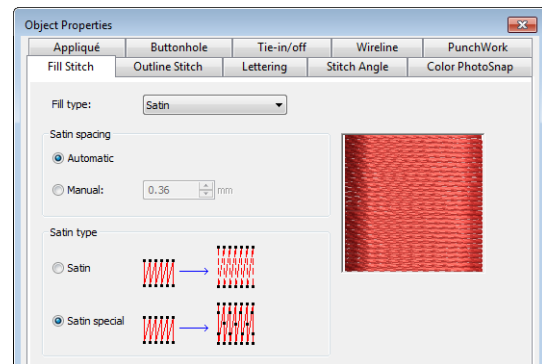 Object Properties
Appliqué Buttonhole Tie-in/off Wireline PunchWork
Fill Stitch Outline Stitch Lettering Stitch Angle Color PhotoSnap
Fill type: Satin
Satin spacing
Automatic
Manual: 0.36 mm
Satin type
Satin
Satin special